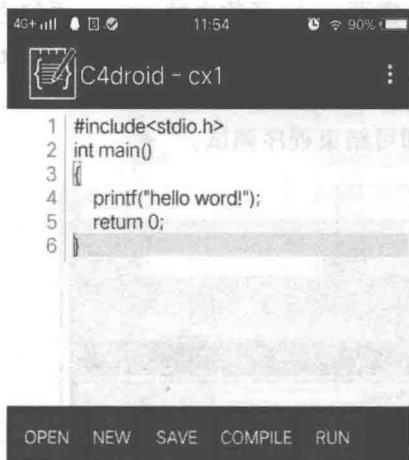 4G+ 11:54 90%
C4droid - cx1
1 #include<stdio.h>
2 int main()
3 {
4 printf("hello word!");
5 return 0;
6 }
OPEN NEW SAVE COMPILE RUN